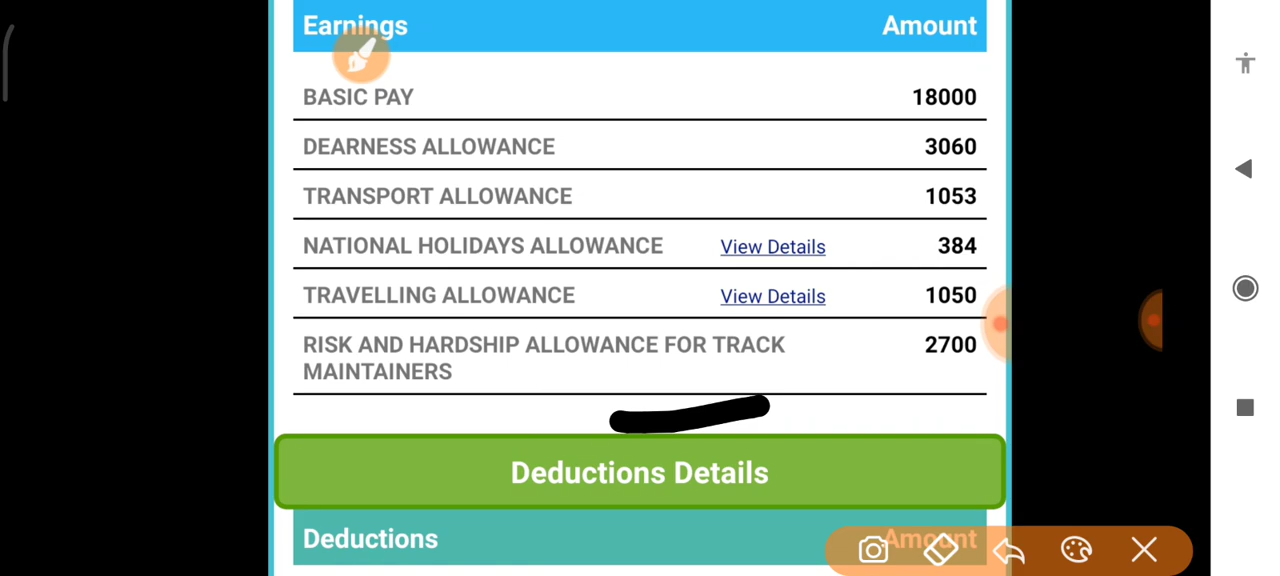 Earnings Amount
BASIC PAY 18000
DEARNESS ALLOWANCE 3060
TRANSPORT ALLOWANCE 1053
NATIONAL HOLIDAYS ALLOWANCE View Details 384
TRAVELLING ALLOWANCE View Details 1050
RISK AND HARDSHIP ALLOWANCE FOR TRACK 2700
MAINTAINERS
Deductions Details
Deductions Amount